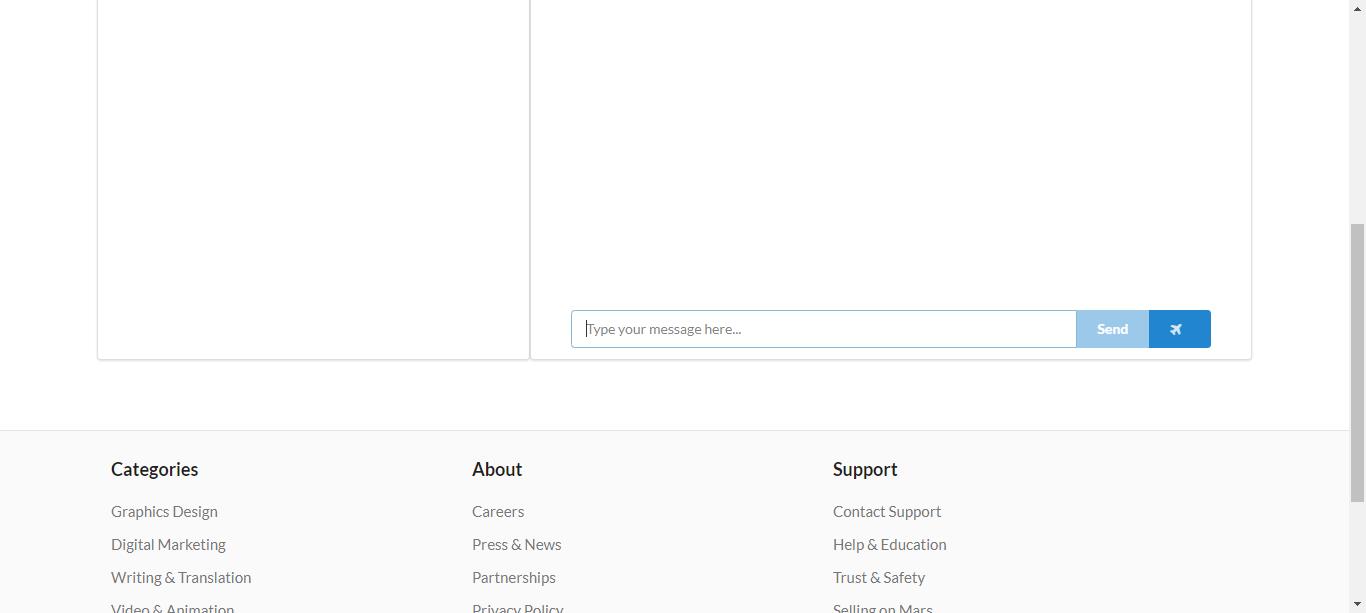 Type your message here...
Send
Categories
About
Support
Graphics Design
Careers
Contact Support
Digital Marketing
Press & News
Help & Education
Writing & Translation
Partnerships
Trust & Safety
Video & Animation
Privacy Policy
Selling on Mars